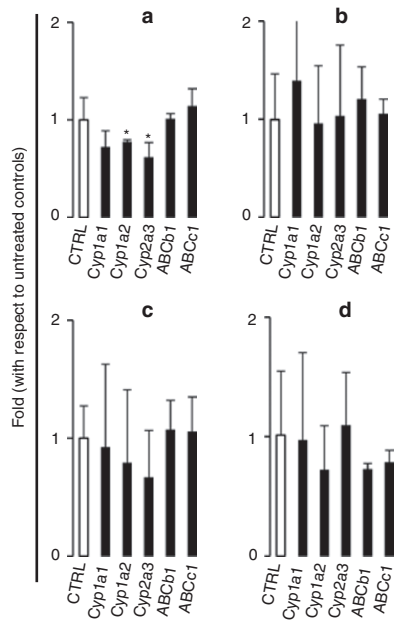 Fold (with respect to untreated controls)
a
2
1
0
* *
CTRL Cyp1a1 Cyp1a2 Cyp2a3 ABCb1 ABCc1
b
2
1
0
CTRL Cyp1a1 Cyp1a2 Cyp2a3 ABCb1 ABCc1
c
2
1
0
CTRL Cyp1a1 Cyp1a2 Cyp2a3 ABCb1 ABCc1
d
2
1
0
CTRL Cyp1a1 Cyp1a2 Cyp2a3 ABCb1 ABCc1